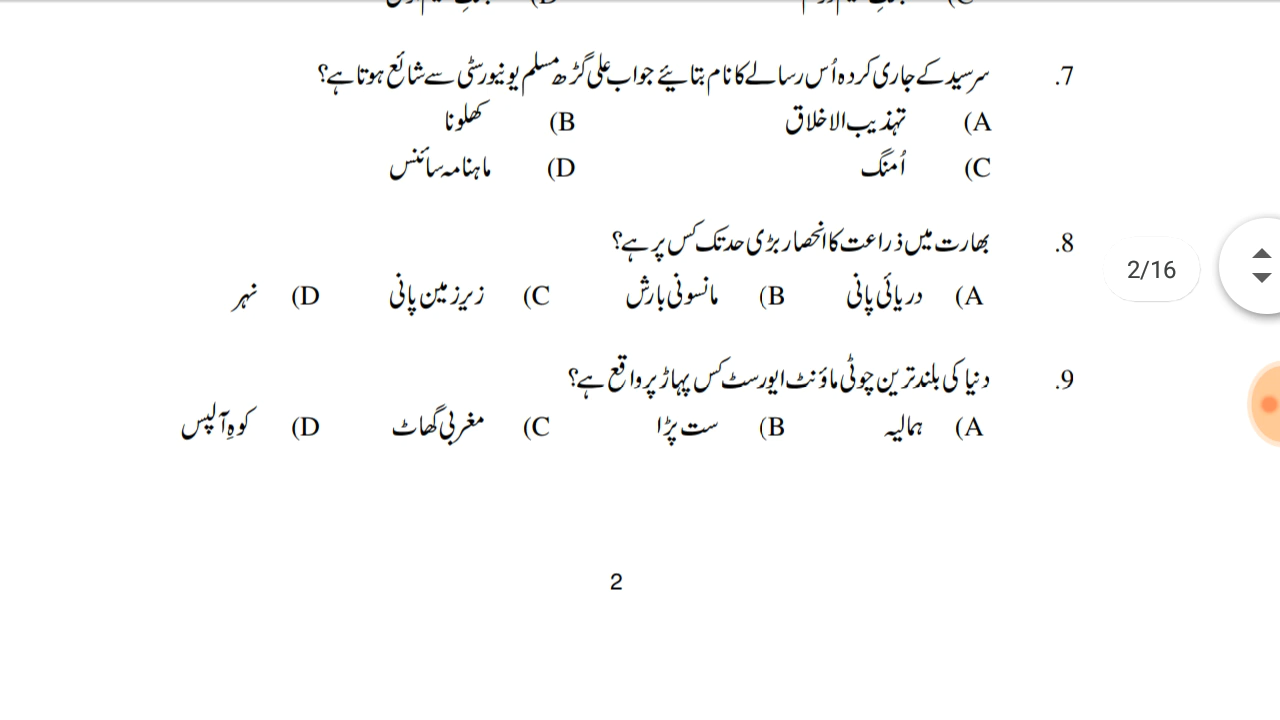 7. سرسید کے جاری کردہ اُس رسالے کا نام بتائیے جو اب علی گڑھ مسلم یونیورسٹی سے شائع ہوتا ہے؟
A) تہذیب الاخلاق B) کھلونا
C) اُمنگ D) ماہنامہ سائنس
8. بھارت میں زراعت کا انحصار بڑی حد تک کس پر ہے؟
A) دریائی پانی B) مانسونی بارش C) زیرِ زمین پانی D) نہر
9. دنیا کی بلند ترین چوٹی ماؤنٹ ایورسٹ کس پہاڑ پر واقع ہے؟
A) ہمالیہ B) ست پڑا C) مغربی گھاٹ D) کوہِ آلپس
2/16
2